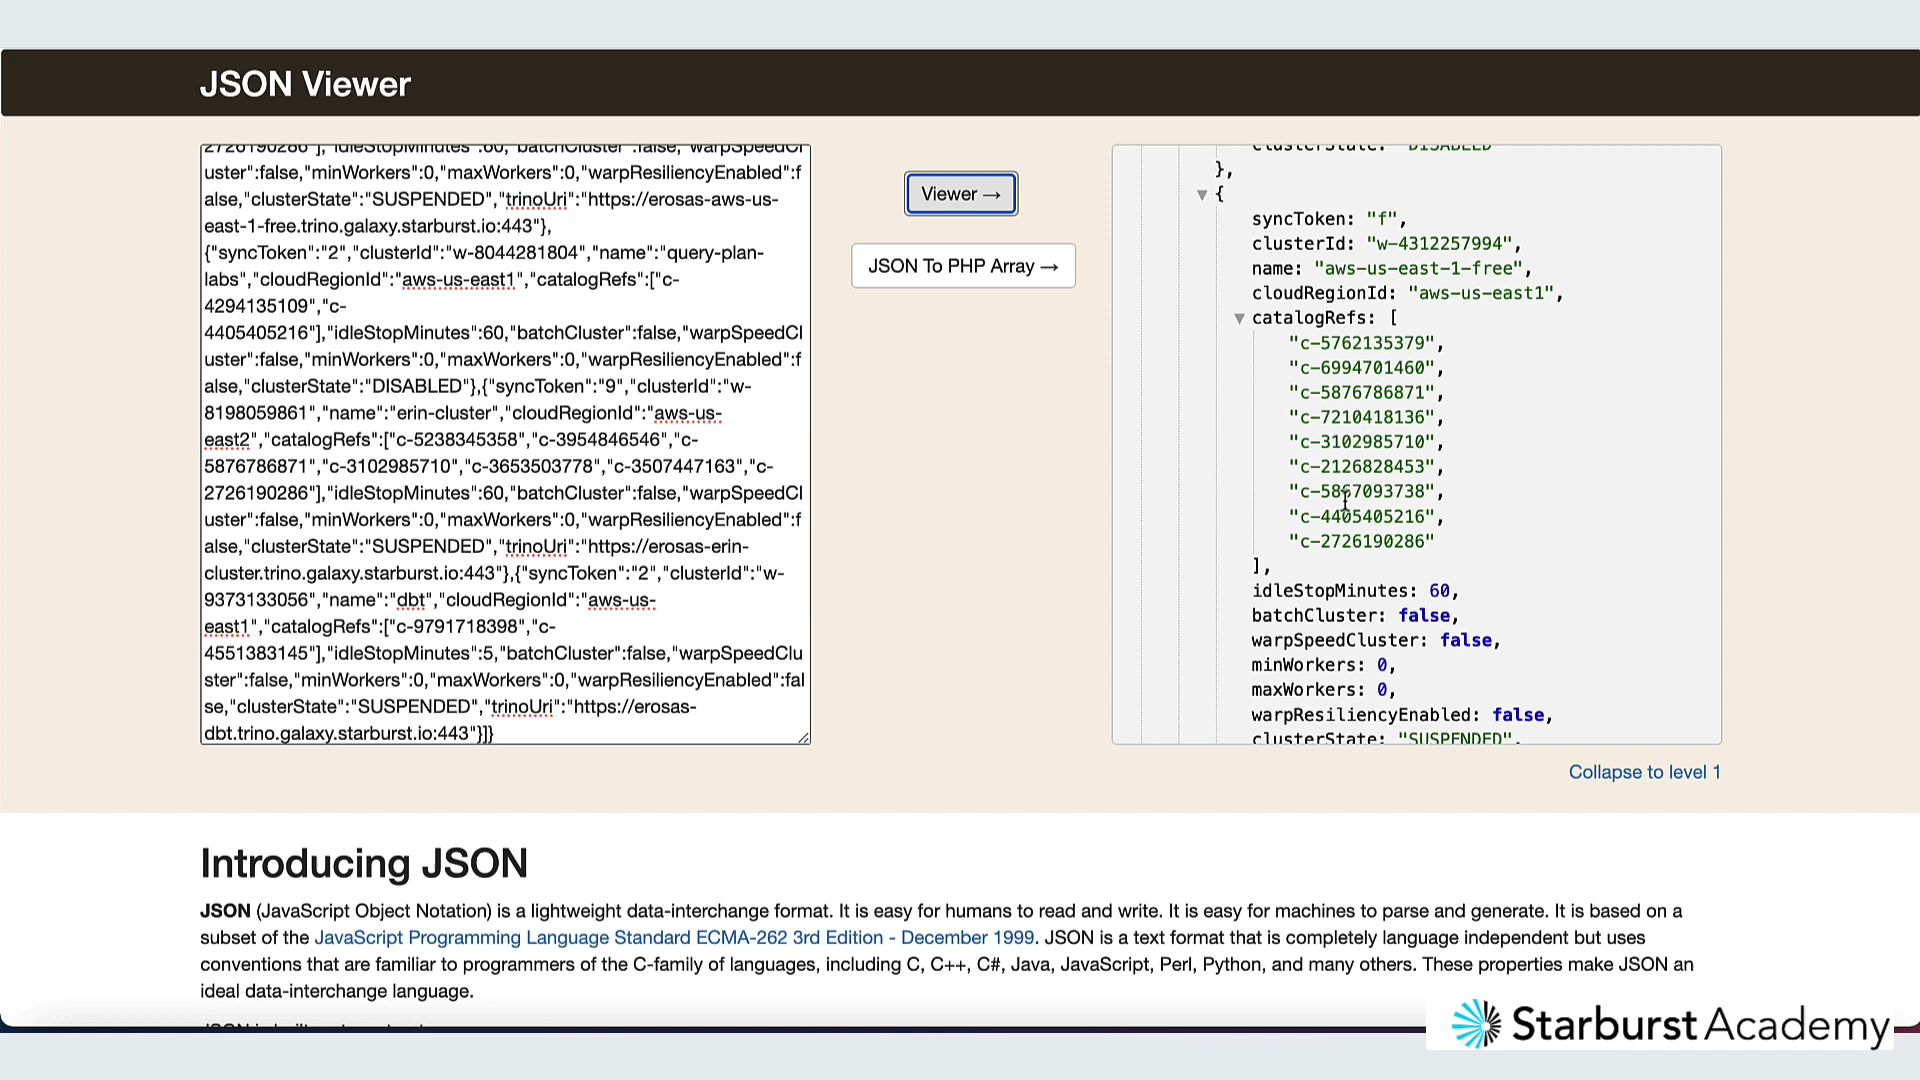 JSON Viewer
2726190286"],"idleStopMinutes":60,"batchCluster":false,"warpSpeedCl
uster":false,"minWorkers":0,"maxWorkers":0,"warpResiliencyEnabled":f
alse,"clusterState":"SUSPENDED","trinoUri":"https://erosas-aws-us-
east-1-free.trino.galaxy.starburst.io:443"},
{"syncToken":"2","clusterId":"w-8044281804","name":"query-plan-
labs","cloudRegionId":"aws-us-east1","catalogRefs":["c-
4294135109","c-
4405405216"],"idleStopMinutes":60,"batchCluster":false,"warpSpeedCl
uster":false,"minWorkers":0,"maxWorkers":0,"warpResiliencyEnabled":f
alse,"clusterState":"DISABLED"},{"syncToken":"9","clusterId":"w-
8198059861","name":"erin-cluster","cloudRegionId":"aws-us-
east2","catalogRefs":["c-5238345358","c-3954846546","c-
5876786871","c-3102985710","c-3653503778","c-3507447163","c-
2726190286"],"idleStopMinutes":60,"batchCluster":false,"warpSpeedCl
uster":false,"minWorkers":0,"maxWorkers":0,"warpResiliencyEnabled":f
alse,"clusterState":"SUSPENDED","trinoUri":"https://erosas-erin-
cluster.trino.galaxy.starburst.io:443"},{"syncToken":"2","clusterId":"w-
9373133056","name":"dbt","cloudRegionId":"aws-us-
east1","catalogRefs":["c-9791718398","c-
4551383145"],"idleStopMinutes":5,"batchCluster":false,"warpSpeedClu
ster":false,"minWorkers":0,"maxWorkers":0,"warpResiliencyEnabled":fal
se,"clusterState":"SUSPENDED","trinoUri":"https://erosas-
dbt.trino.galaxy.starburst.io:443"}]}
Viewer →
JSON To PHP Array →
clusterState: "DISABLED"
},
{
syncToken: "f",
clusterId: "w-4312257994",
name: "aws-us-east-1-free",
cloudRegionId: "aws-us-east1",
catalogRefs: [
"c-5762135379",
"c-6994701460",
"c-5876786871",
"c-7210418136",
"c-3102985710",
"c-2126828453",
"c-5867093738",
"c-4405405216",
"c-2726190286"
],
idleStopMinutes: 60,
batchCluster: false,
warpSpeedCluster: false,
minWorkers: 0,
maxWorkers: 0,
warpResiliencyEnabled: false,
clusterState: "SUSPENDED",
Collapse to level 1
Introducing JSON
JSON (JavaScript Object Notation) is a lightweight data-interchange format. It is easy for humans to read and write. It is easy for machines to parse and generate. It is based on a
subset of the JavaScript Programming Language Standard ECMA-262 3rd Edition - December 1999. JSON is a text format that is completely language independent but uses
conventions that are familiar to programmers of the C-family of languages, including C, C++, C#, Java, JavaScript, Perl, Python, and many others. These properties make JSON an
ideal data-interchange language.
Starburst Academy